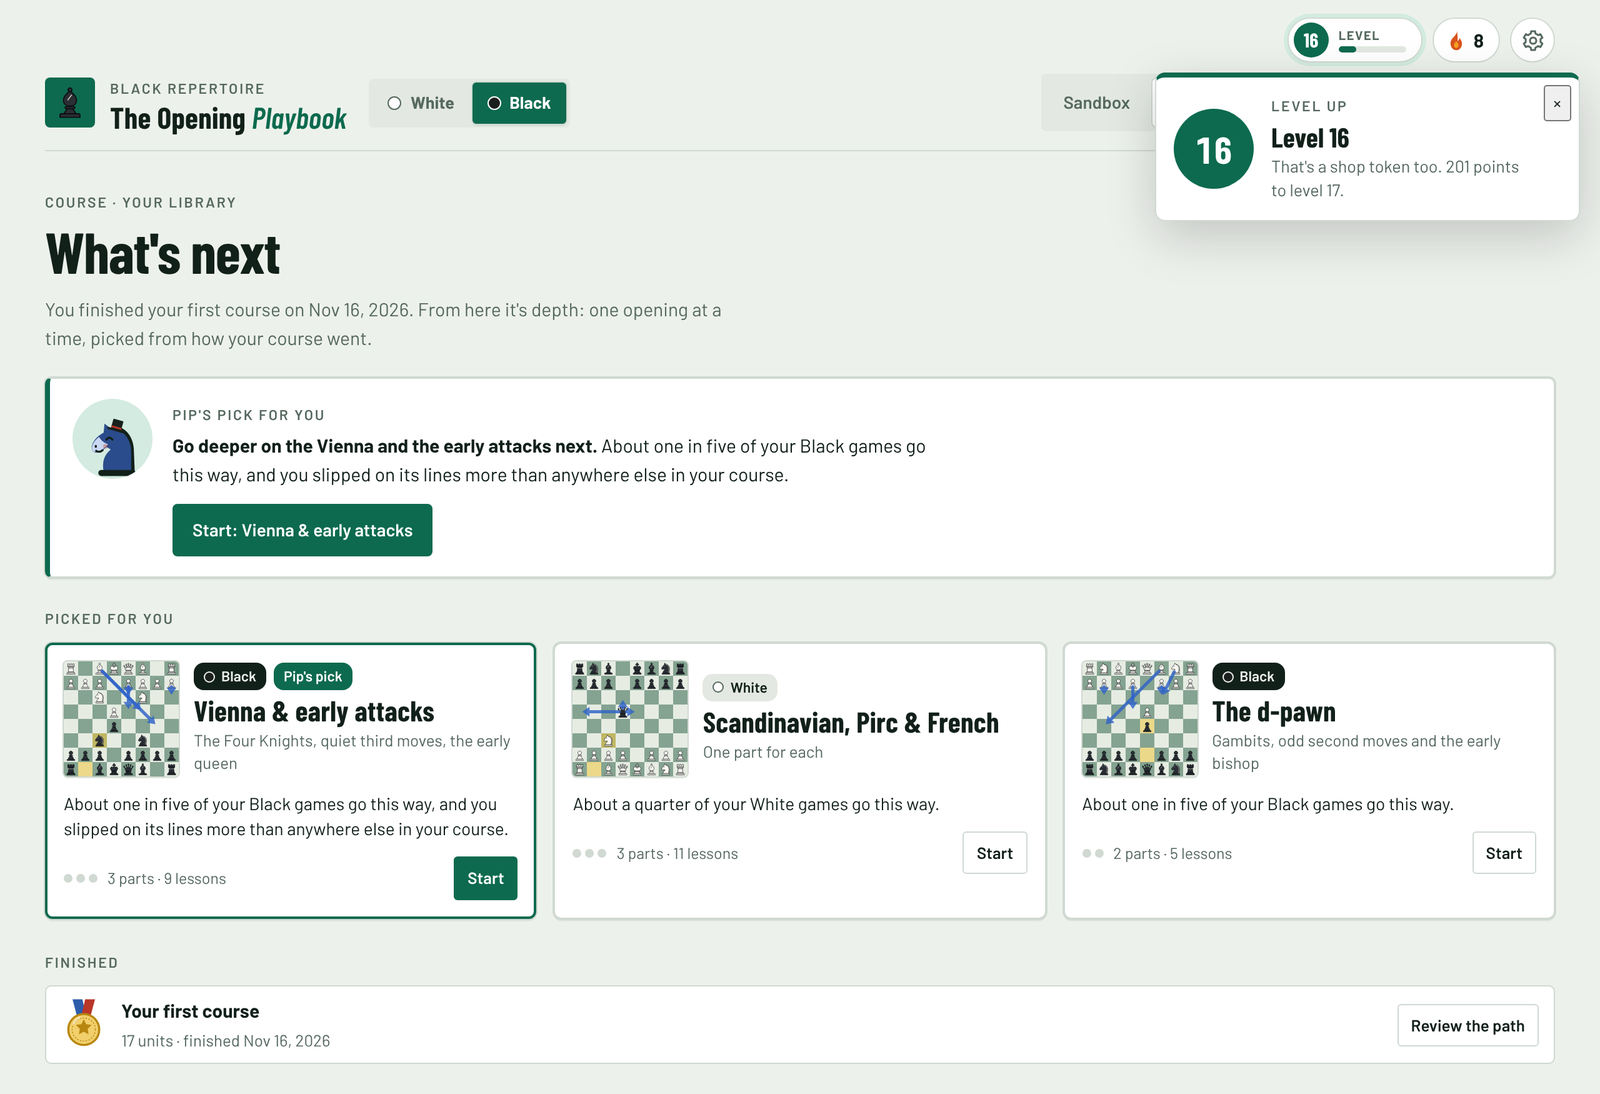 16 LEVEL 8
BLACK REPERTOIRE
The Opening Playbook
White Black
Sandbox
LEVEL UP
×
16
Level 16
That's a shop token too. 201 points
to level 17.
COURSE · YOUR LIBRARY
What's next
You finished your first course on Nov 16, 2026. From here it's depth: one opening at a
time, picked from how your course went.
PIP'S PICK FOR YOU
Go deeper on the Vienna and the early attacks next. About one in five of your Black games go
this way, and you slipped on its lines more than anywhere else in your course.
Start: Vienna & early attacks
PICKED FOR YOU
Black Pip's pick
Vienna & early attacks
The Four Knights, quiet third moves, the early
queen
About one in five of your Black games go this way, and you
slipped on its lines more than anywhere else in your course.
3 parts · 9 lessons
Start
White
Scandinavian, Pirc & French
One part for each
About a quarter of your White games go this way.
3 parts · 11 lessons
Start
Black
The d-pawn
Gambits, odd second moves and the early
bishop
About one in five of your Black games go this way.
2 parts · 5 lessons
Start
FINISHED
Your first course
17 units · finished Nov 16, 2026
Review the path